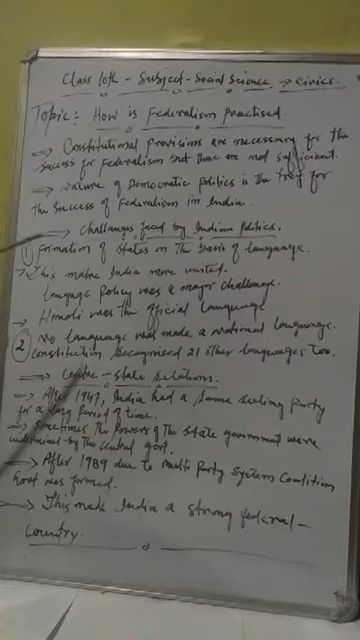 Class 10th - Subject - Social Science → Civics
Topic: How is Federalism Practised
⇒ Constitutional provisions are necessary for the
success for Federalism but these are not sufficient.
⇒ Nature of Democratic politics is the for
the success of Federalism in India.
⇒ Challenges faced by Indian Politics.
① Formation of States on the basis of language.
→ This make India more united.
Language Policy was a major challenge.
→ Hindi was the official Language.
② No language was made a national Language.
Constitution Recognised 21 other languages too.
⇒ Centre - state relations.
→ After 1947, India had a same ruling party
for a long period of time.
→ Sometimes the Powers of the State government were
undermined by the central govt.
→ After 1989 due to multi Party System Coalition
Govt was formed.
→ This made India a strong federal -
country.